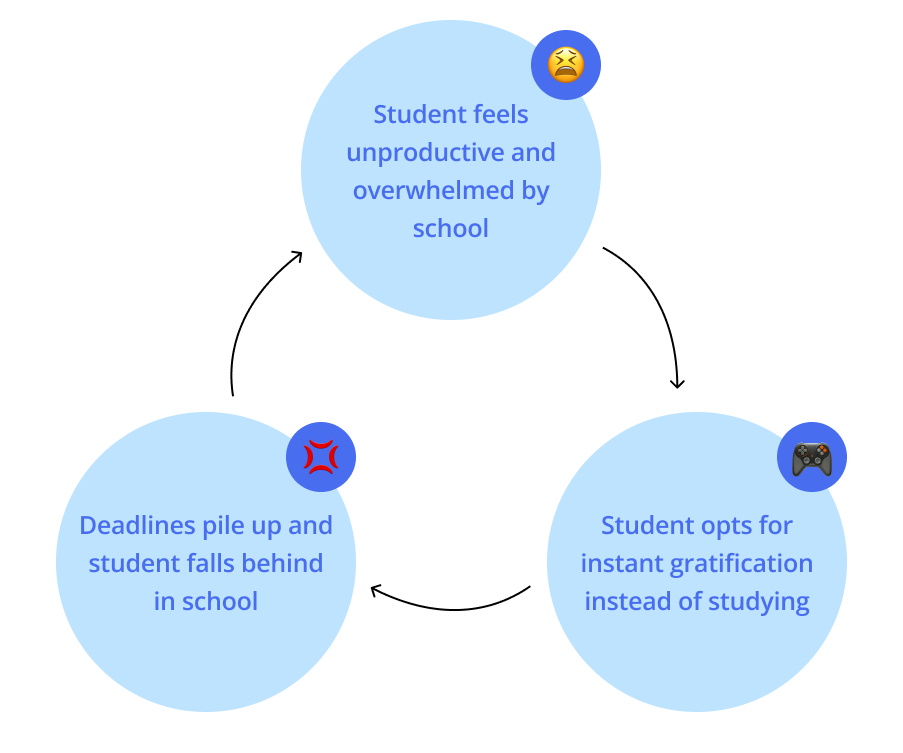 Student feels
unproductive and
overwhelmed by
school
Student opts for
instant gratification
instead of studying
Deadlines pile up and
student falls behind
in school